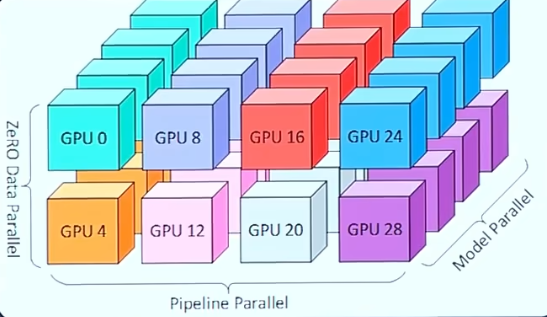 GPU 0
GPU 8
GPU 16
GPU 24
ZeRO Data Parallel
GPU 4
GPU 12
GPU 20
GPU 28
Model Parallel
Pipeline Parallel